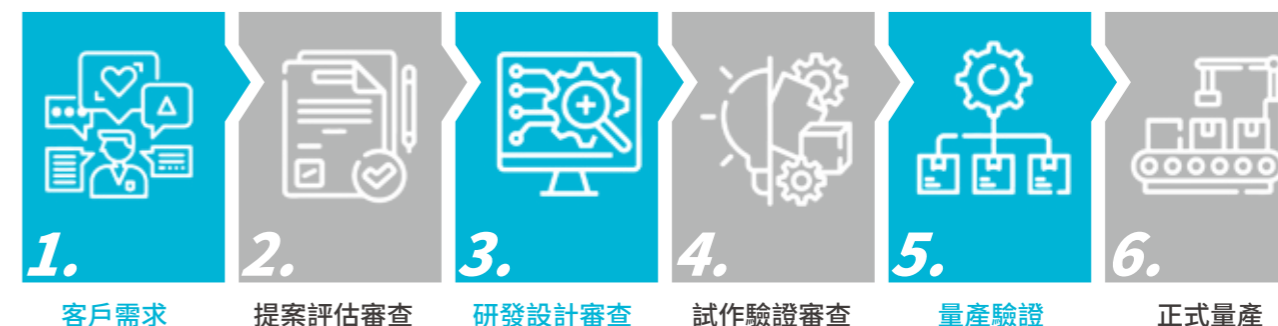 1.
2.
3.
4.
5.
6.
客戶需求
提案評估審查
研發設計審查
試作驗證審查
量產驗證
正式量產